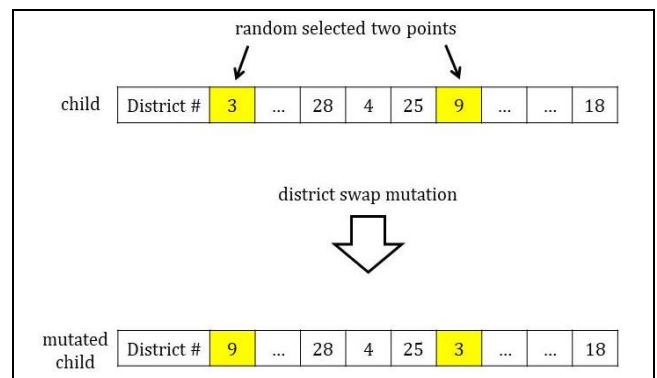 random selected two points
child District # 3 ... 28 4 25 9 ... ... 18
district swap mutation
mutated
child
District # 9 ... 28 4 25 3 ... ... 18